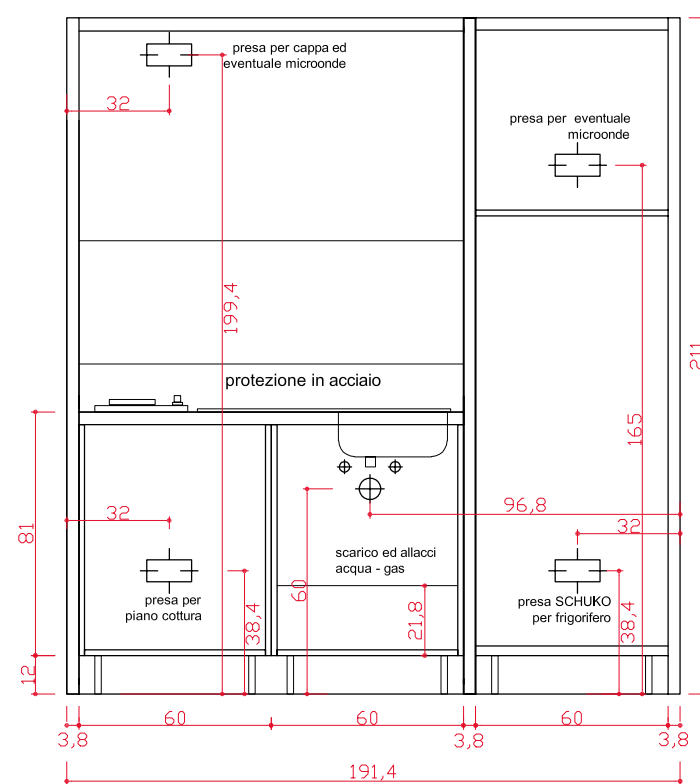 presa per cappa ed
eventuale microonde
32
presa per eventuale
microonde
199,4
211
protezione in acciaio
165
96,8
32
32
81
scarico ed allacci
acqua - gas
60
presa per
piano cottura
38,4
21,8
presa SCHUKO
per frigorifero
38,4
12
60
60
60
3,8
3,8
3,8
191,4